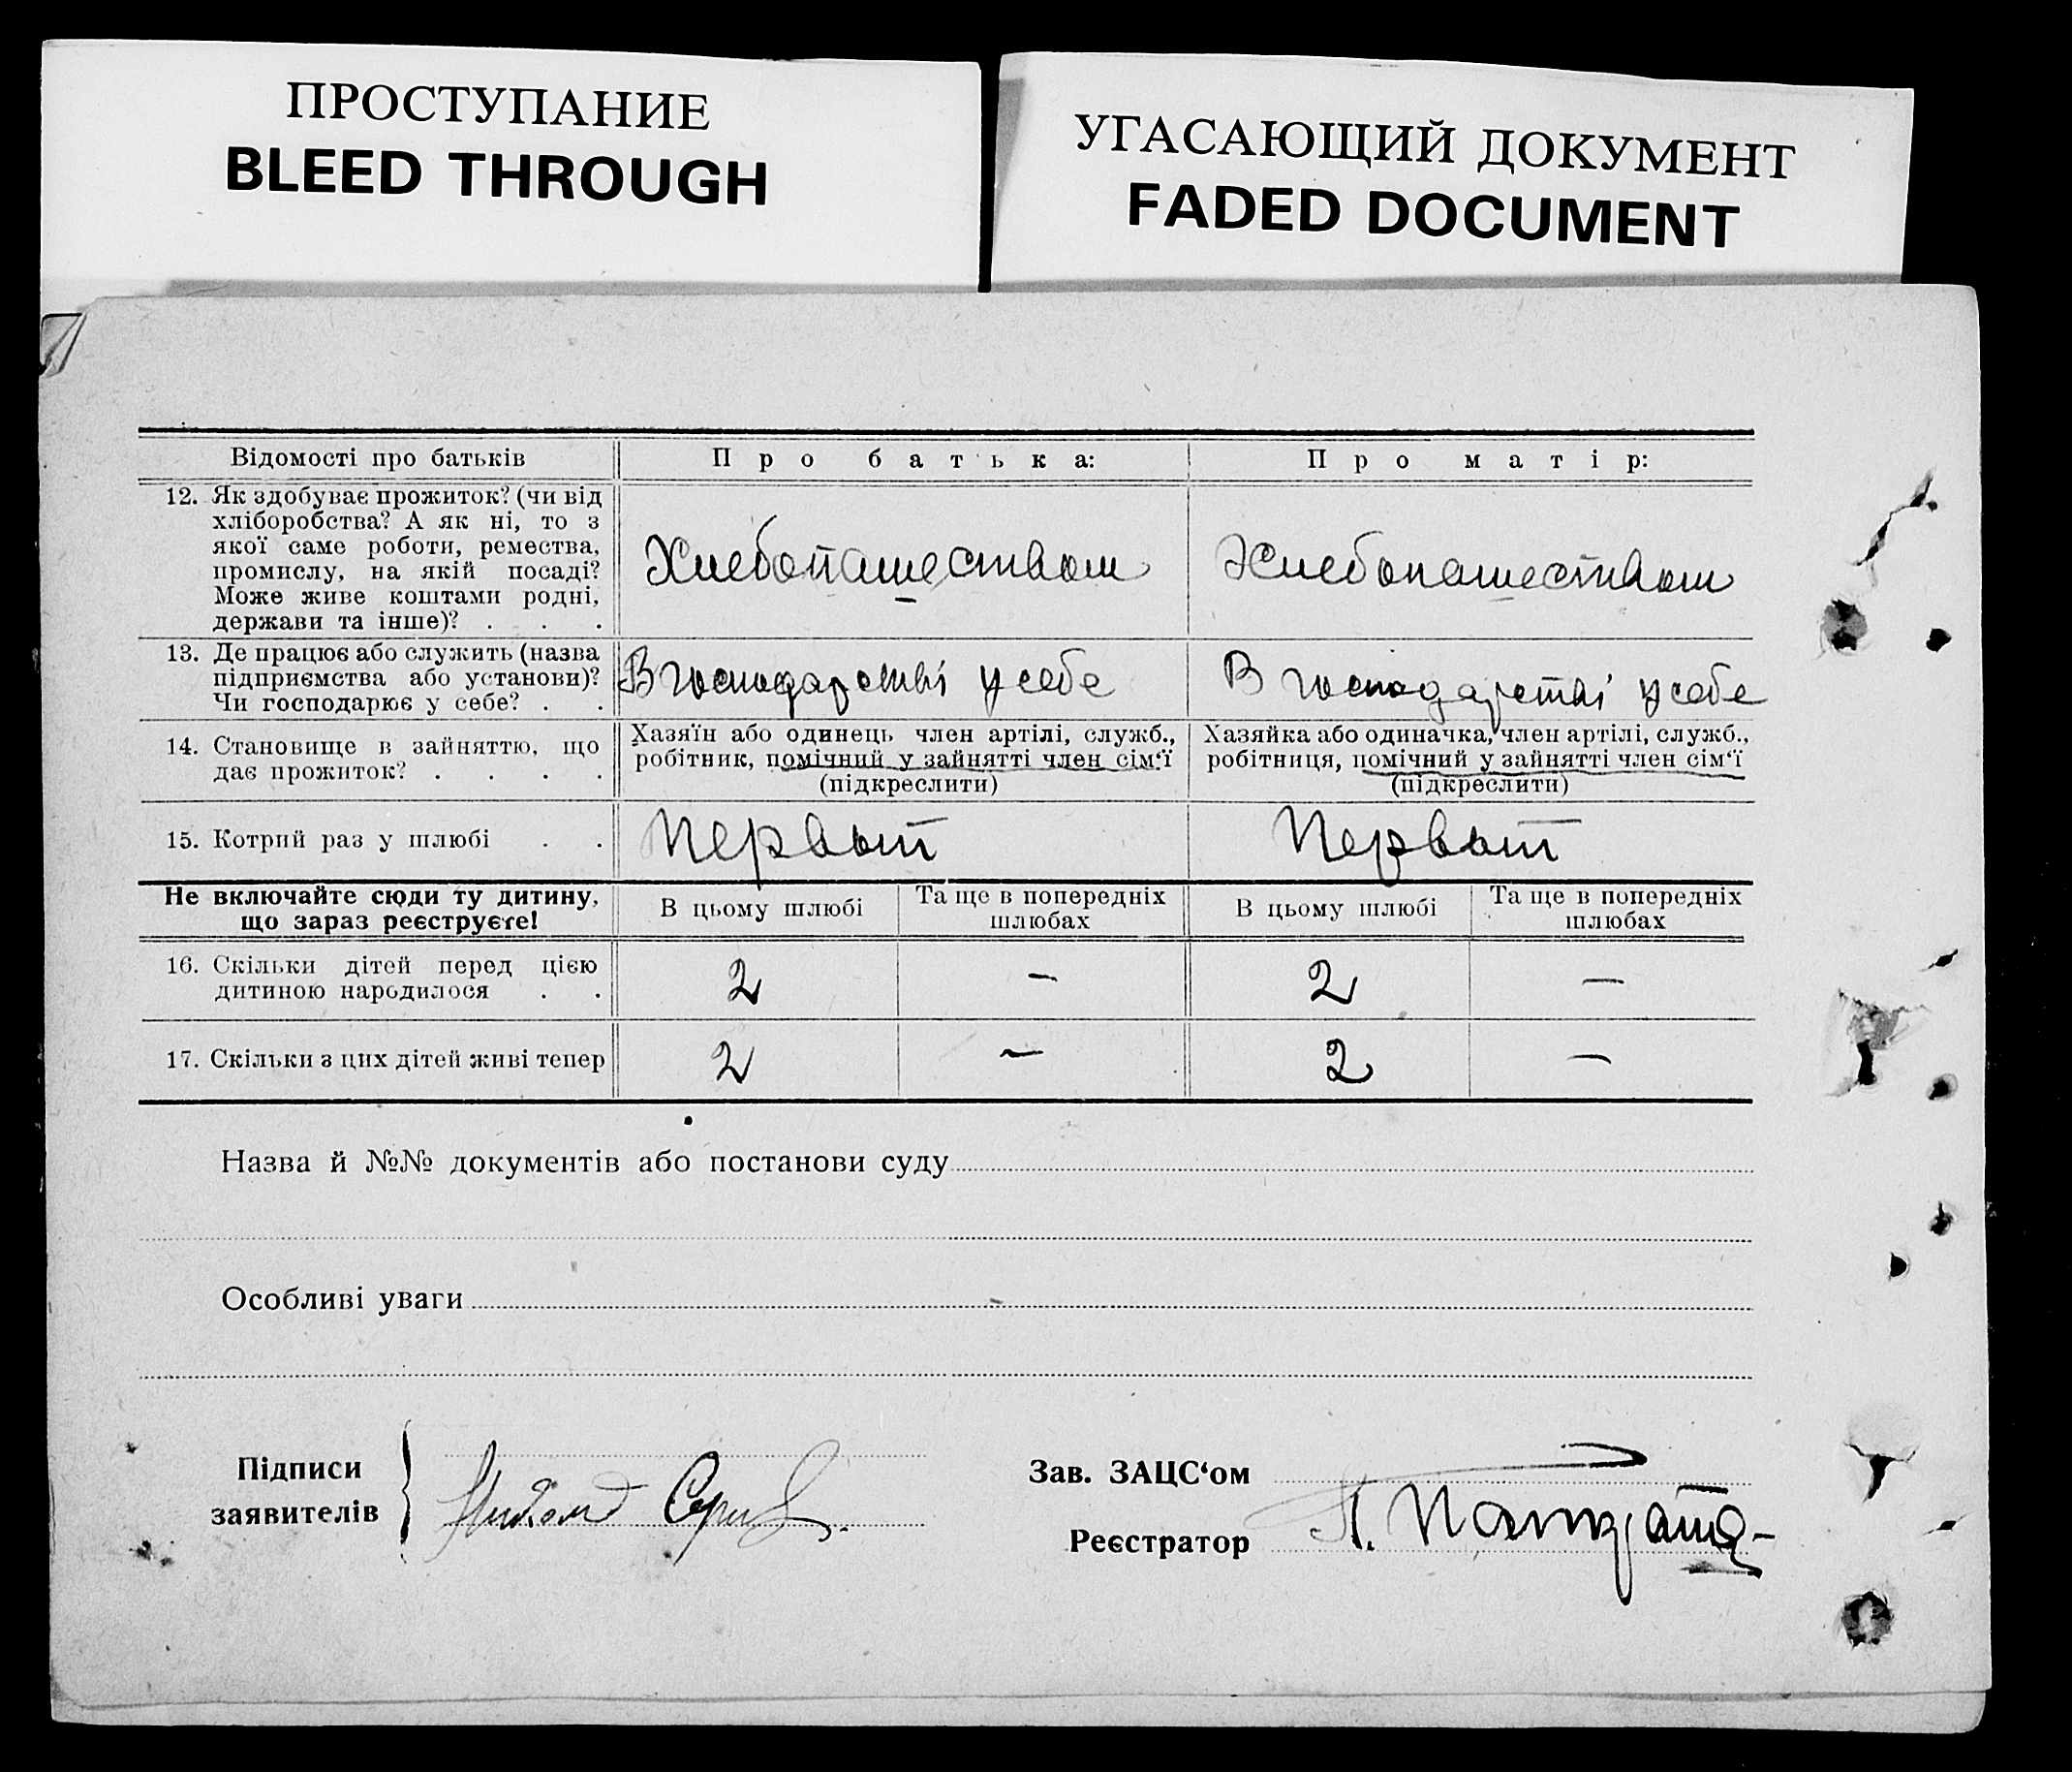 ПРОСТУПАНИЕ
BLEED THROUGH
УГАСАЮЩИЙ ДОКУМЕНТ
FADED DOCUMENT
Відомості про батьків
Про батька:
Про матір:
12. Як здобуває прожиток? (чи від
хліборобства? А як ні, то з
якої саме роботи, ремества,
промислу, на якій посаді?
Може живе коштами родні,
держави та інше)? . . .
Хлебопашеством
Хлебопашеством
13. Де працює або служить (назва
підприємства або установи)?
Чи господарює у себе? . .
В господарстві у себе
В господарстві у себе
14. Становище в зайняттю, що
дає прожиток? . . . .
Хазяїн або одинець член артілі, служб.,
робітник, помічний у зайнятті член сім‘ї
(підкреслити)
Хазяйка або одиначка, член артілі, служб.,
робітниця, помічний у зайнятті член сім‘ї
(підкреслити)
15. Котрий раз у шлюбі . .
Первый
Первый
Не включайте сюди ту дитину,
що зараз реєструєте!
В цьому шлюбі
Та ще в попередніх
шлюбах
В цьому шлюбі
Та ще в попередніх
шлюбах
16. Скільки дітей перед цією
дитиною народилося . .
2
—
2
—
17. Скільки з цих дітей живі тепер
2
—
2
—
Назва й №№ документів або постанови суду
Особливі уваги
Підписи
заявителів
Зав. ЗАЦС‘ом
Реєстратор